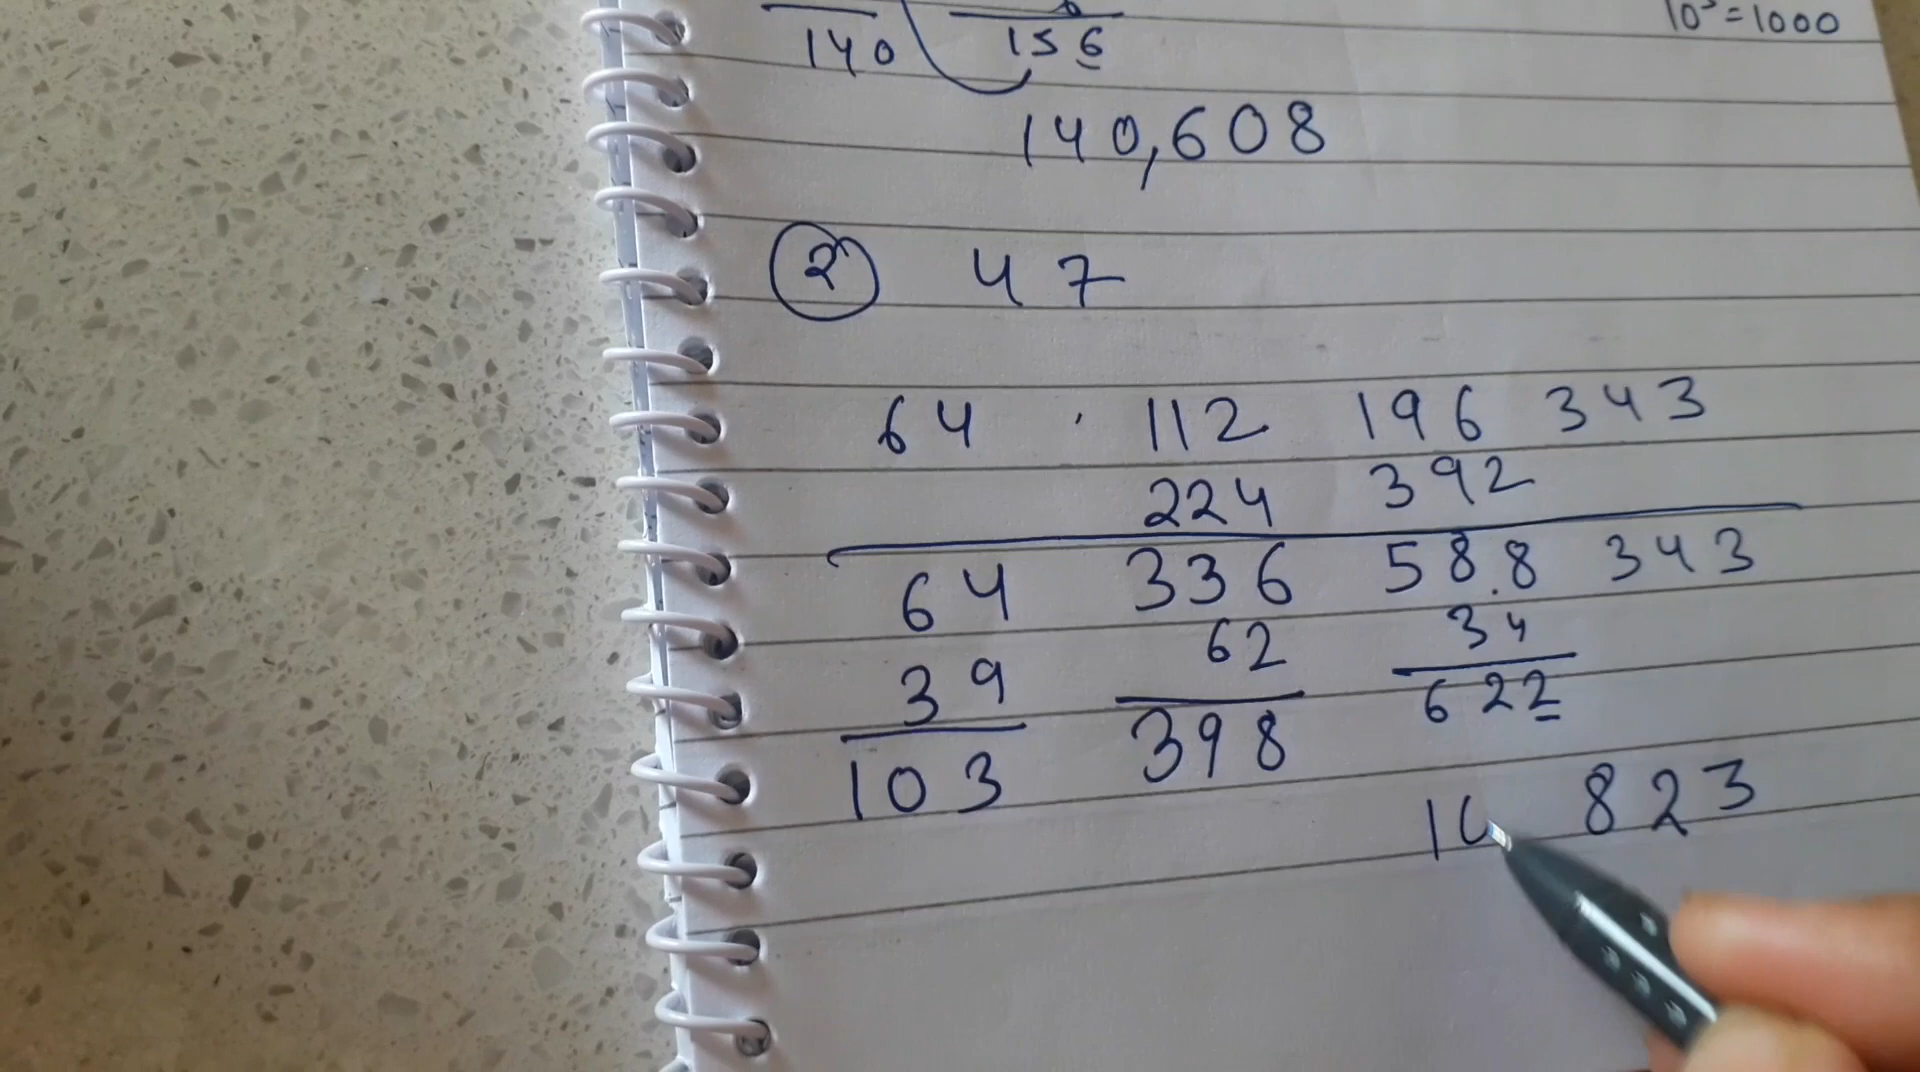 10³ = 1000
140 156
140,608
2 47
64 112 196 343
224 392
64 336 588 343
39 62 34
103 398 622
10 823